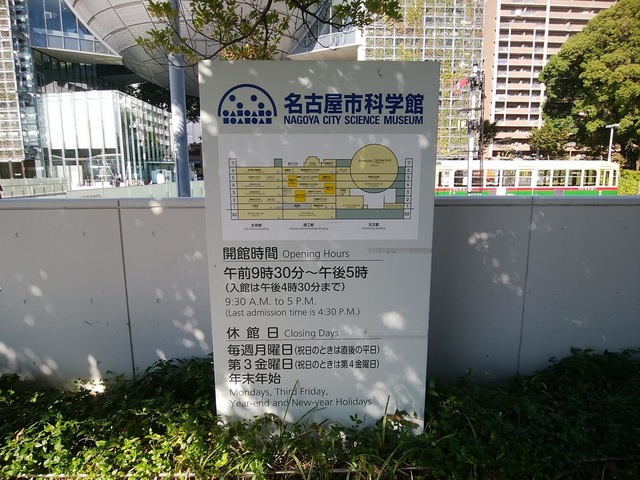 名古屋市科学館
NAGOYA CITY SCIENCE MUSEUM
開館時間 Opening Hours
午前9時30分～午後5時
(入館は午後4時30分まで)
9:30 A.M. to 5 P.M.
(Last admission time is 4:30 P.M.)
休館日 Closing Days
毎週月曜日(祝日のときは直後の平日)
第3金曜日(祝日のときは第4金曜日)
年末年始
Mondays, Third Friday,
Year-end and New-year Holidays